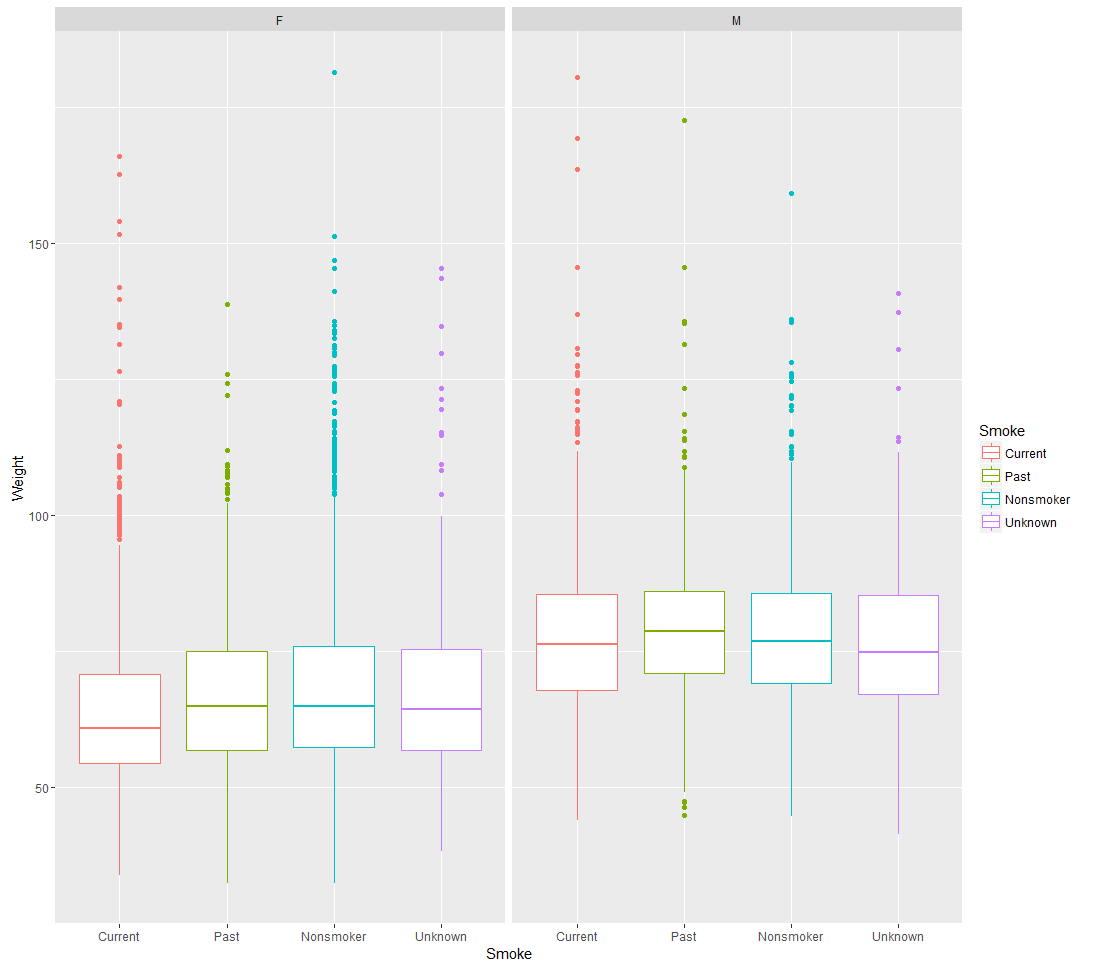 F M
Weight
150
100
50
Current Past Nonsmoker Unknown Current Past Nonsmoker Unknown
Smoke
Smoke
Current
Past
Nonsmoker
Unknown